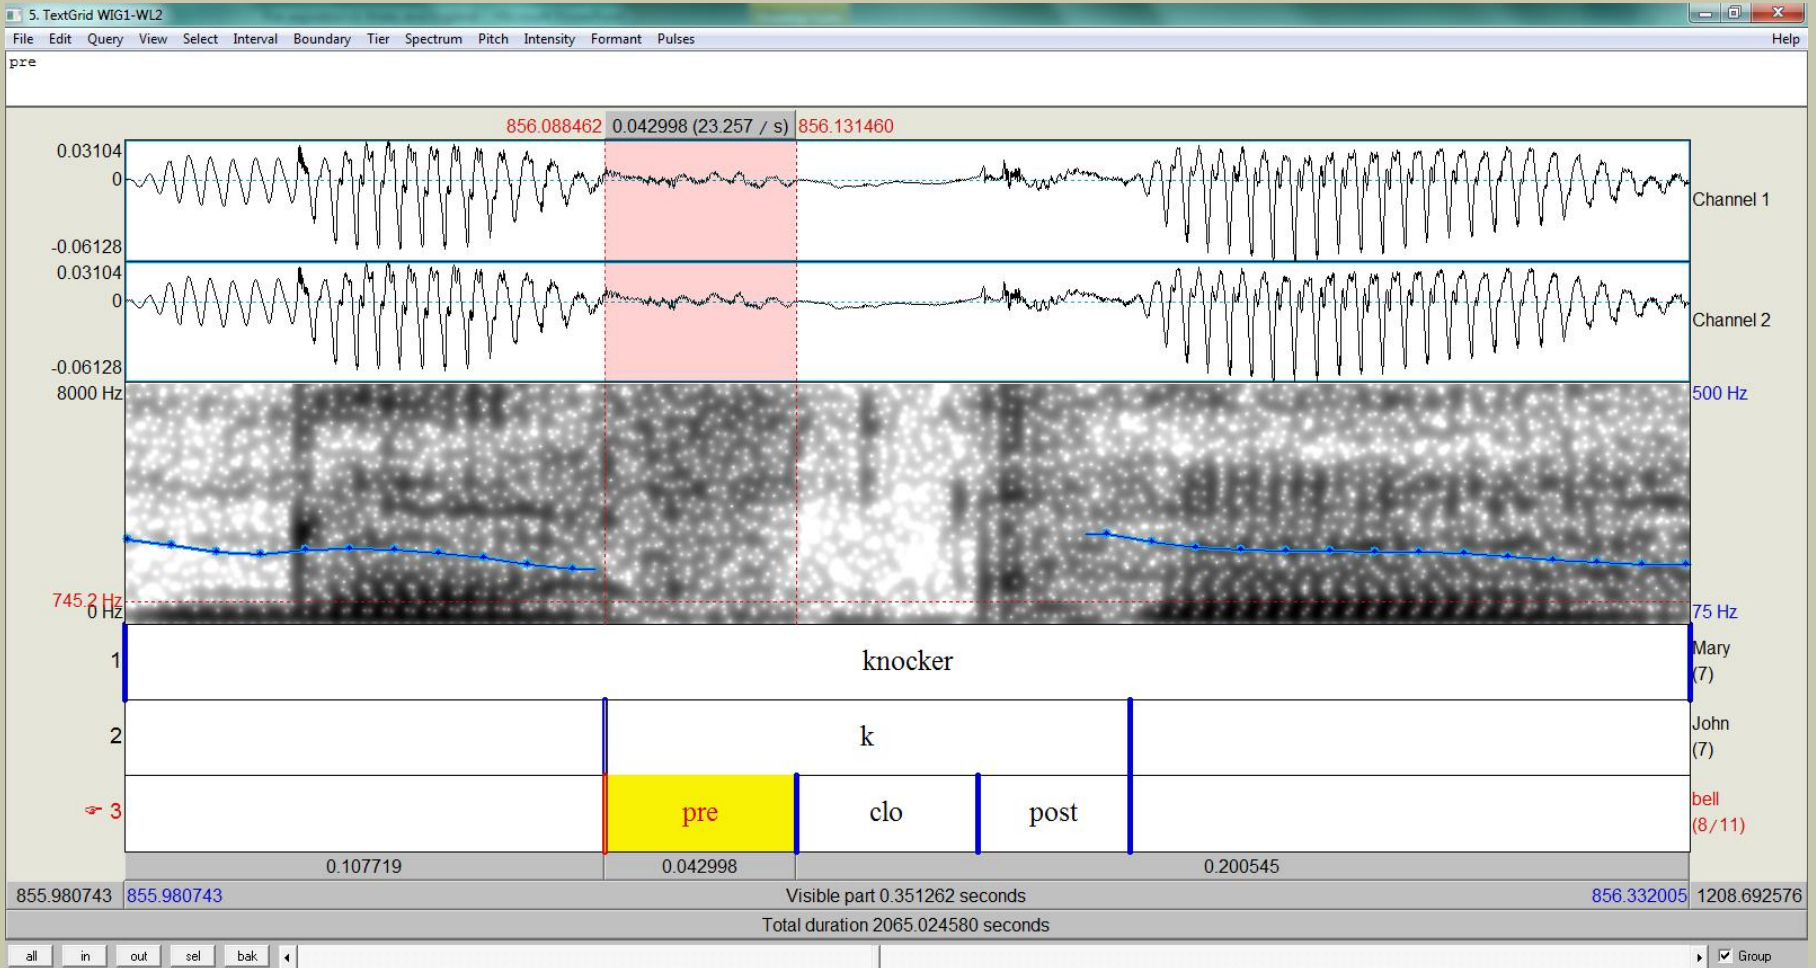 5. TextGrid WIG1-WL2
File Edit Query View Select Interval Boundary Tier Spectrum Pitch Intensity Formant Pulses Help
pre
856.088462 0.042998 (23.257 / s) 856.131460
0.03104
0
-0.06128
Channel 1
0.03104
0
-0.06128
Channel 2
8000 Hz 500 Hz
745.2 Hz
0 Hz 75 Hz
1 knocker Mary
(7)
2 k John
(7)
3 pre clo post bell
(8/11)
0.107719 0.042998 0.200545
855.980743 855.980743 Visible part 0.351262 seconds 856.332005 1208.692576
Total duration 2065.024580 seconds
all in out sel bak Group